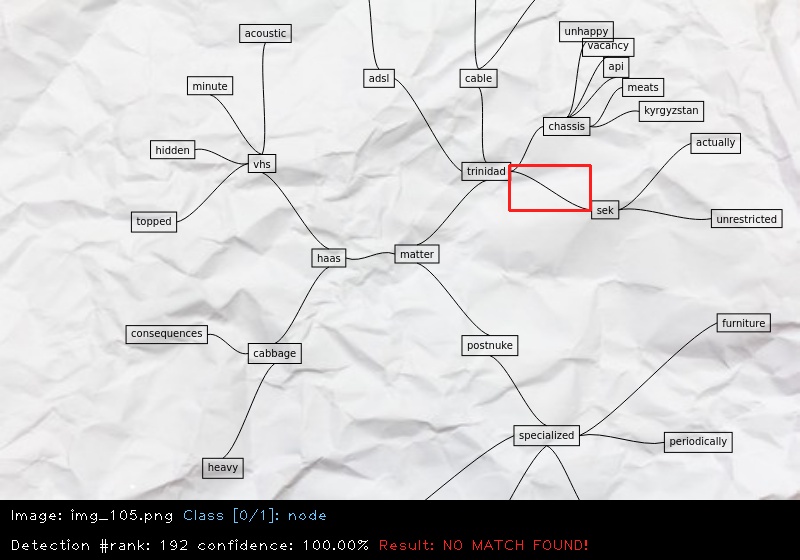 unhappy
acoustic
vacancy
api
adsl
cable
minute
meats
kyrgyzstan
chassis
actually
hidden
vhs
trinidad
sek
topped
unrestricted
matter
haas
furniture
consequences
postnuke
cabbage
specialized
periodically
heavy
Image: img_105.png Class [0/1]: node
Detection #rank: 192 confidence: 100.00% Result: NO MATCH FOUND!